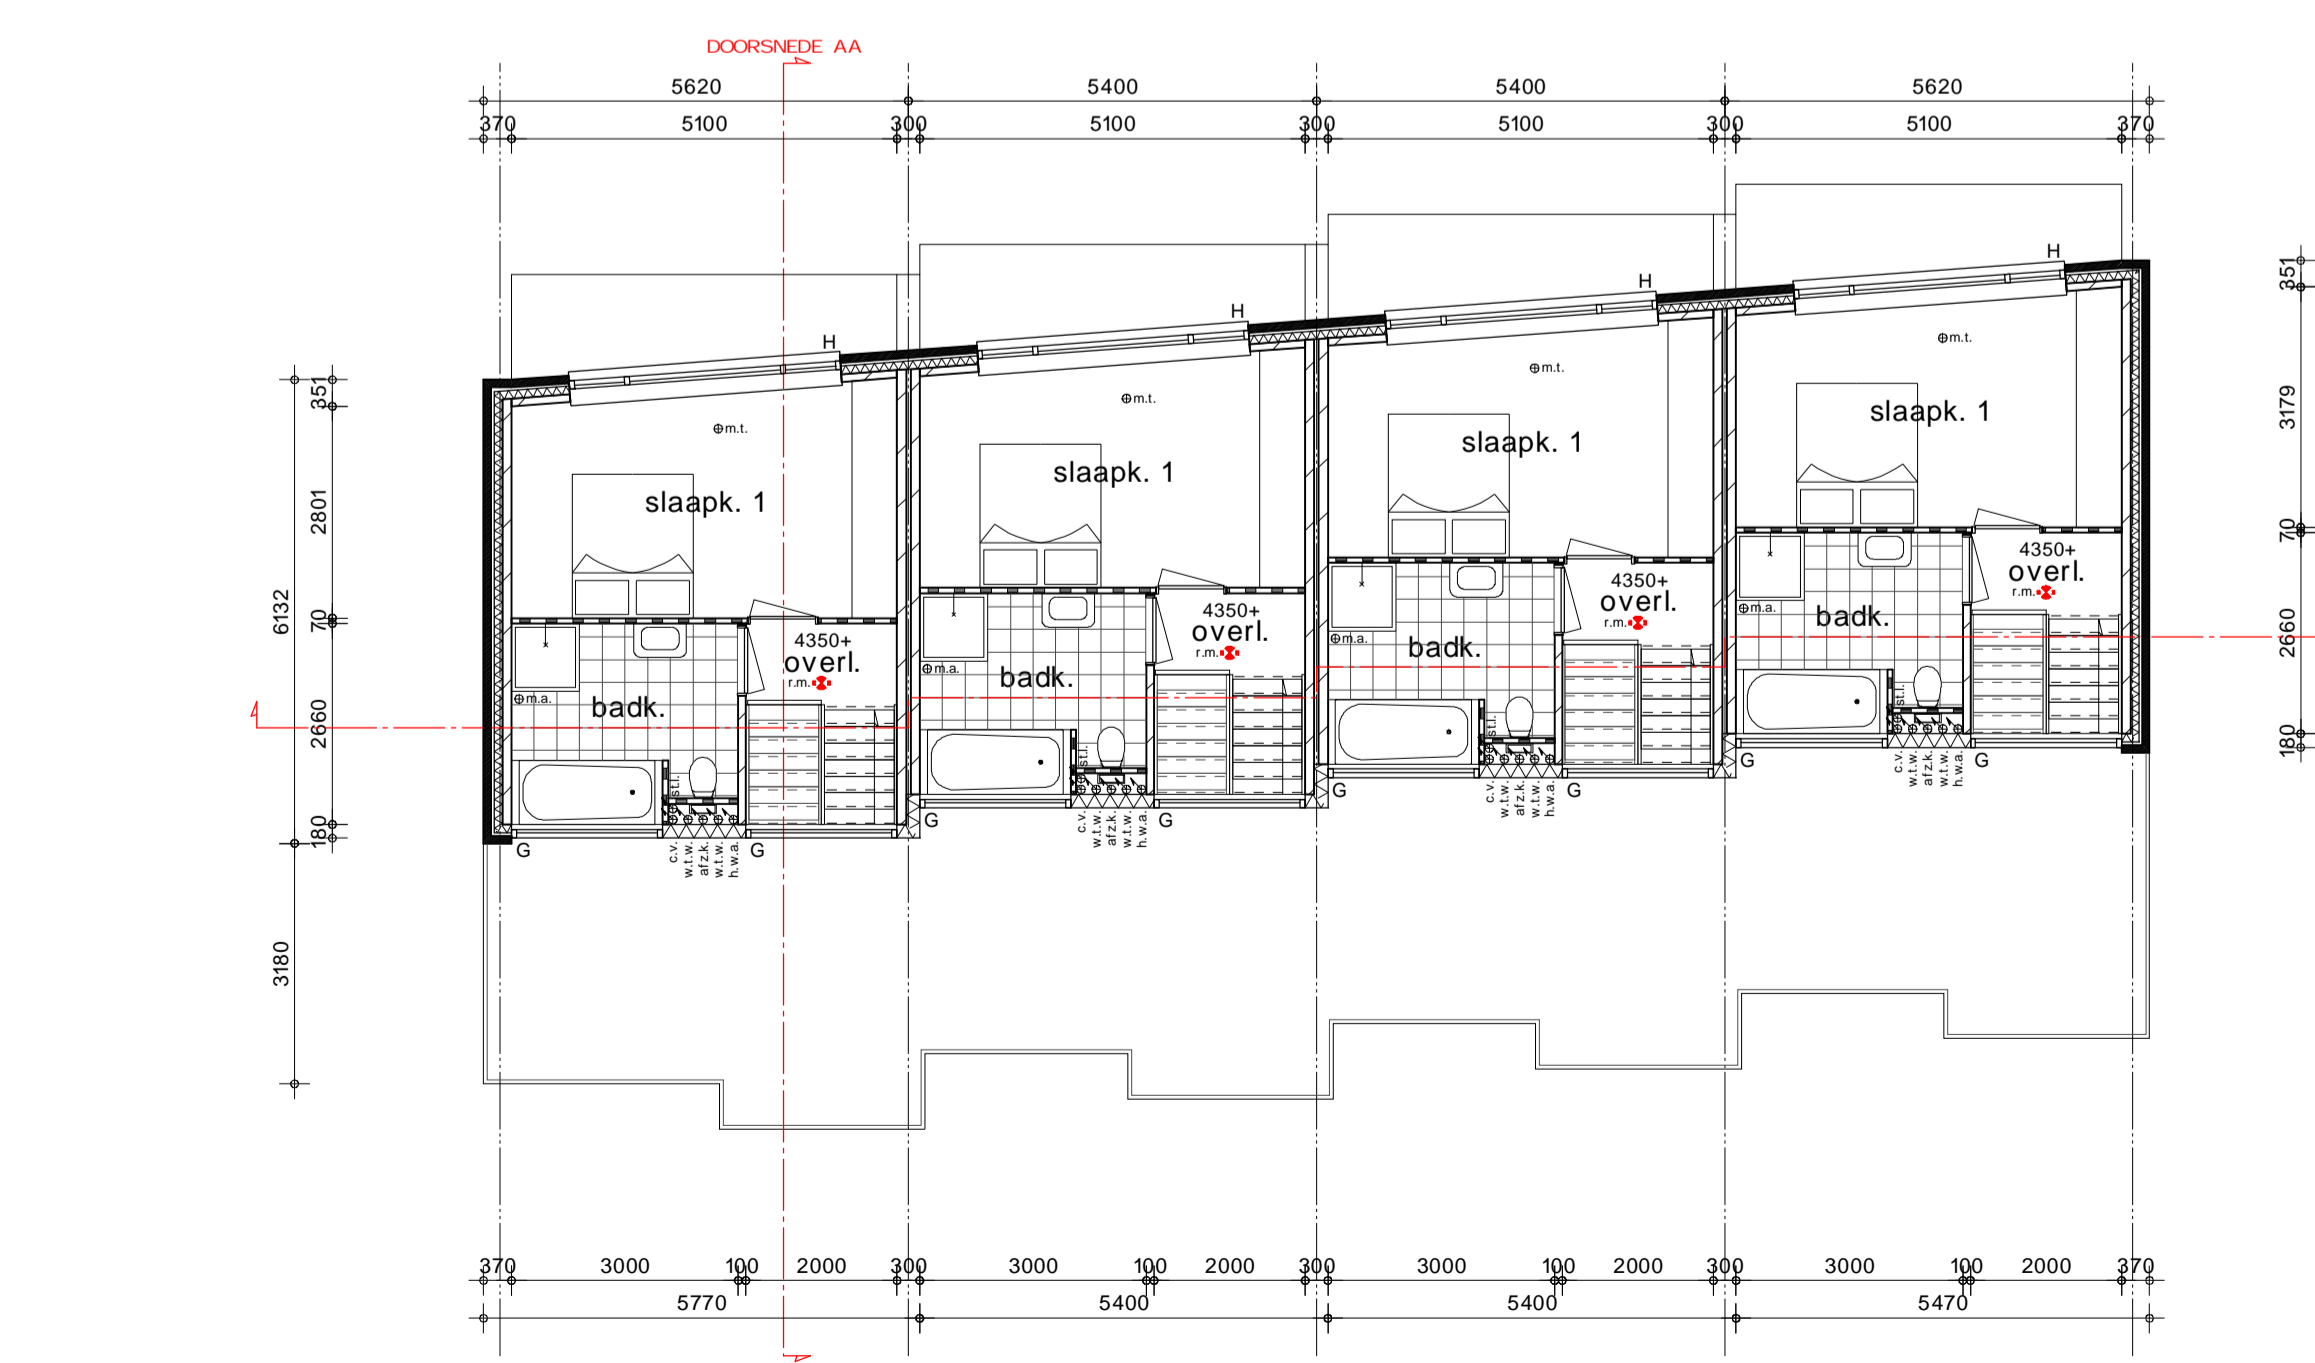 DOORSNEDE AA
5620 5400 5400 5620
370 5100 300 5100 300 5100 300 5100 370
H H H H
351 2801 70 2660 180
6132 3180
351 3179 70 2660 180
m.t. m.t. m.t. m.t.
slaapk. 1 slaapk. 1 slaapk. 1 slaapk. 1
4350+ 4350+ 4350+ 4350+
overl. overl. overl. overl.
r.m. r.m. r.m. r.m.
m.a. m.a. m.a. m.a.
badk. badk. badk. badk.
st.l. st.l. st.l. st.l.
G G G G G G G G
c.v. w.t.w. afz.k. w.t.w. h.w.a.
c.v. w.t.w. afz.k. w.t.w. h.w.a.
c.v. w.t.w. afz.k. w.t.w. h.w.a.
c.v. w.t.w. afz.k. w.t.w. h.w.a.
370 3000 100 2000 300 3000 100 2000 300 3000 100 2000 300 3000 100 2000 370
5770 5400 5400 5470